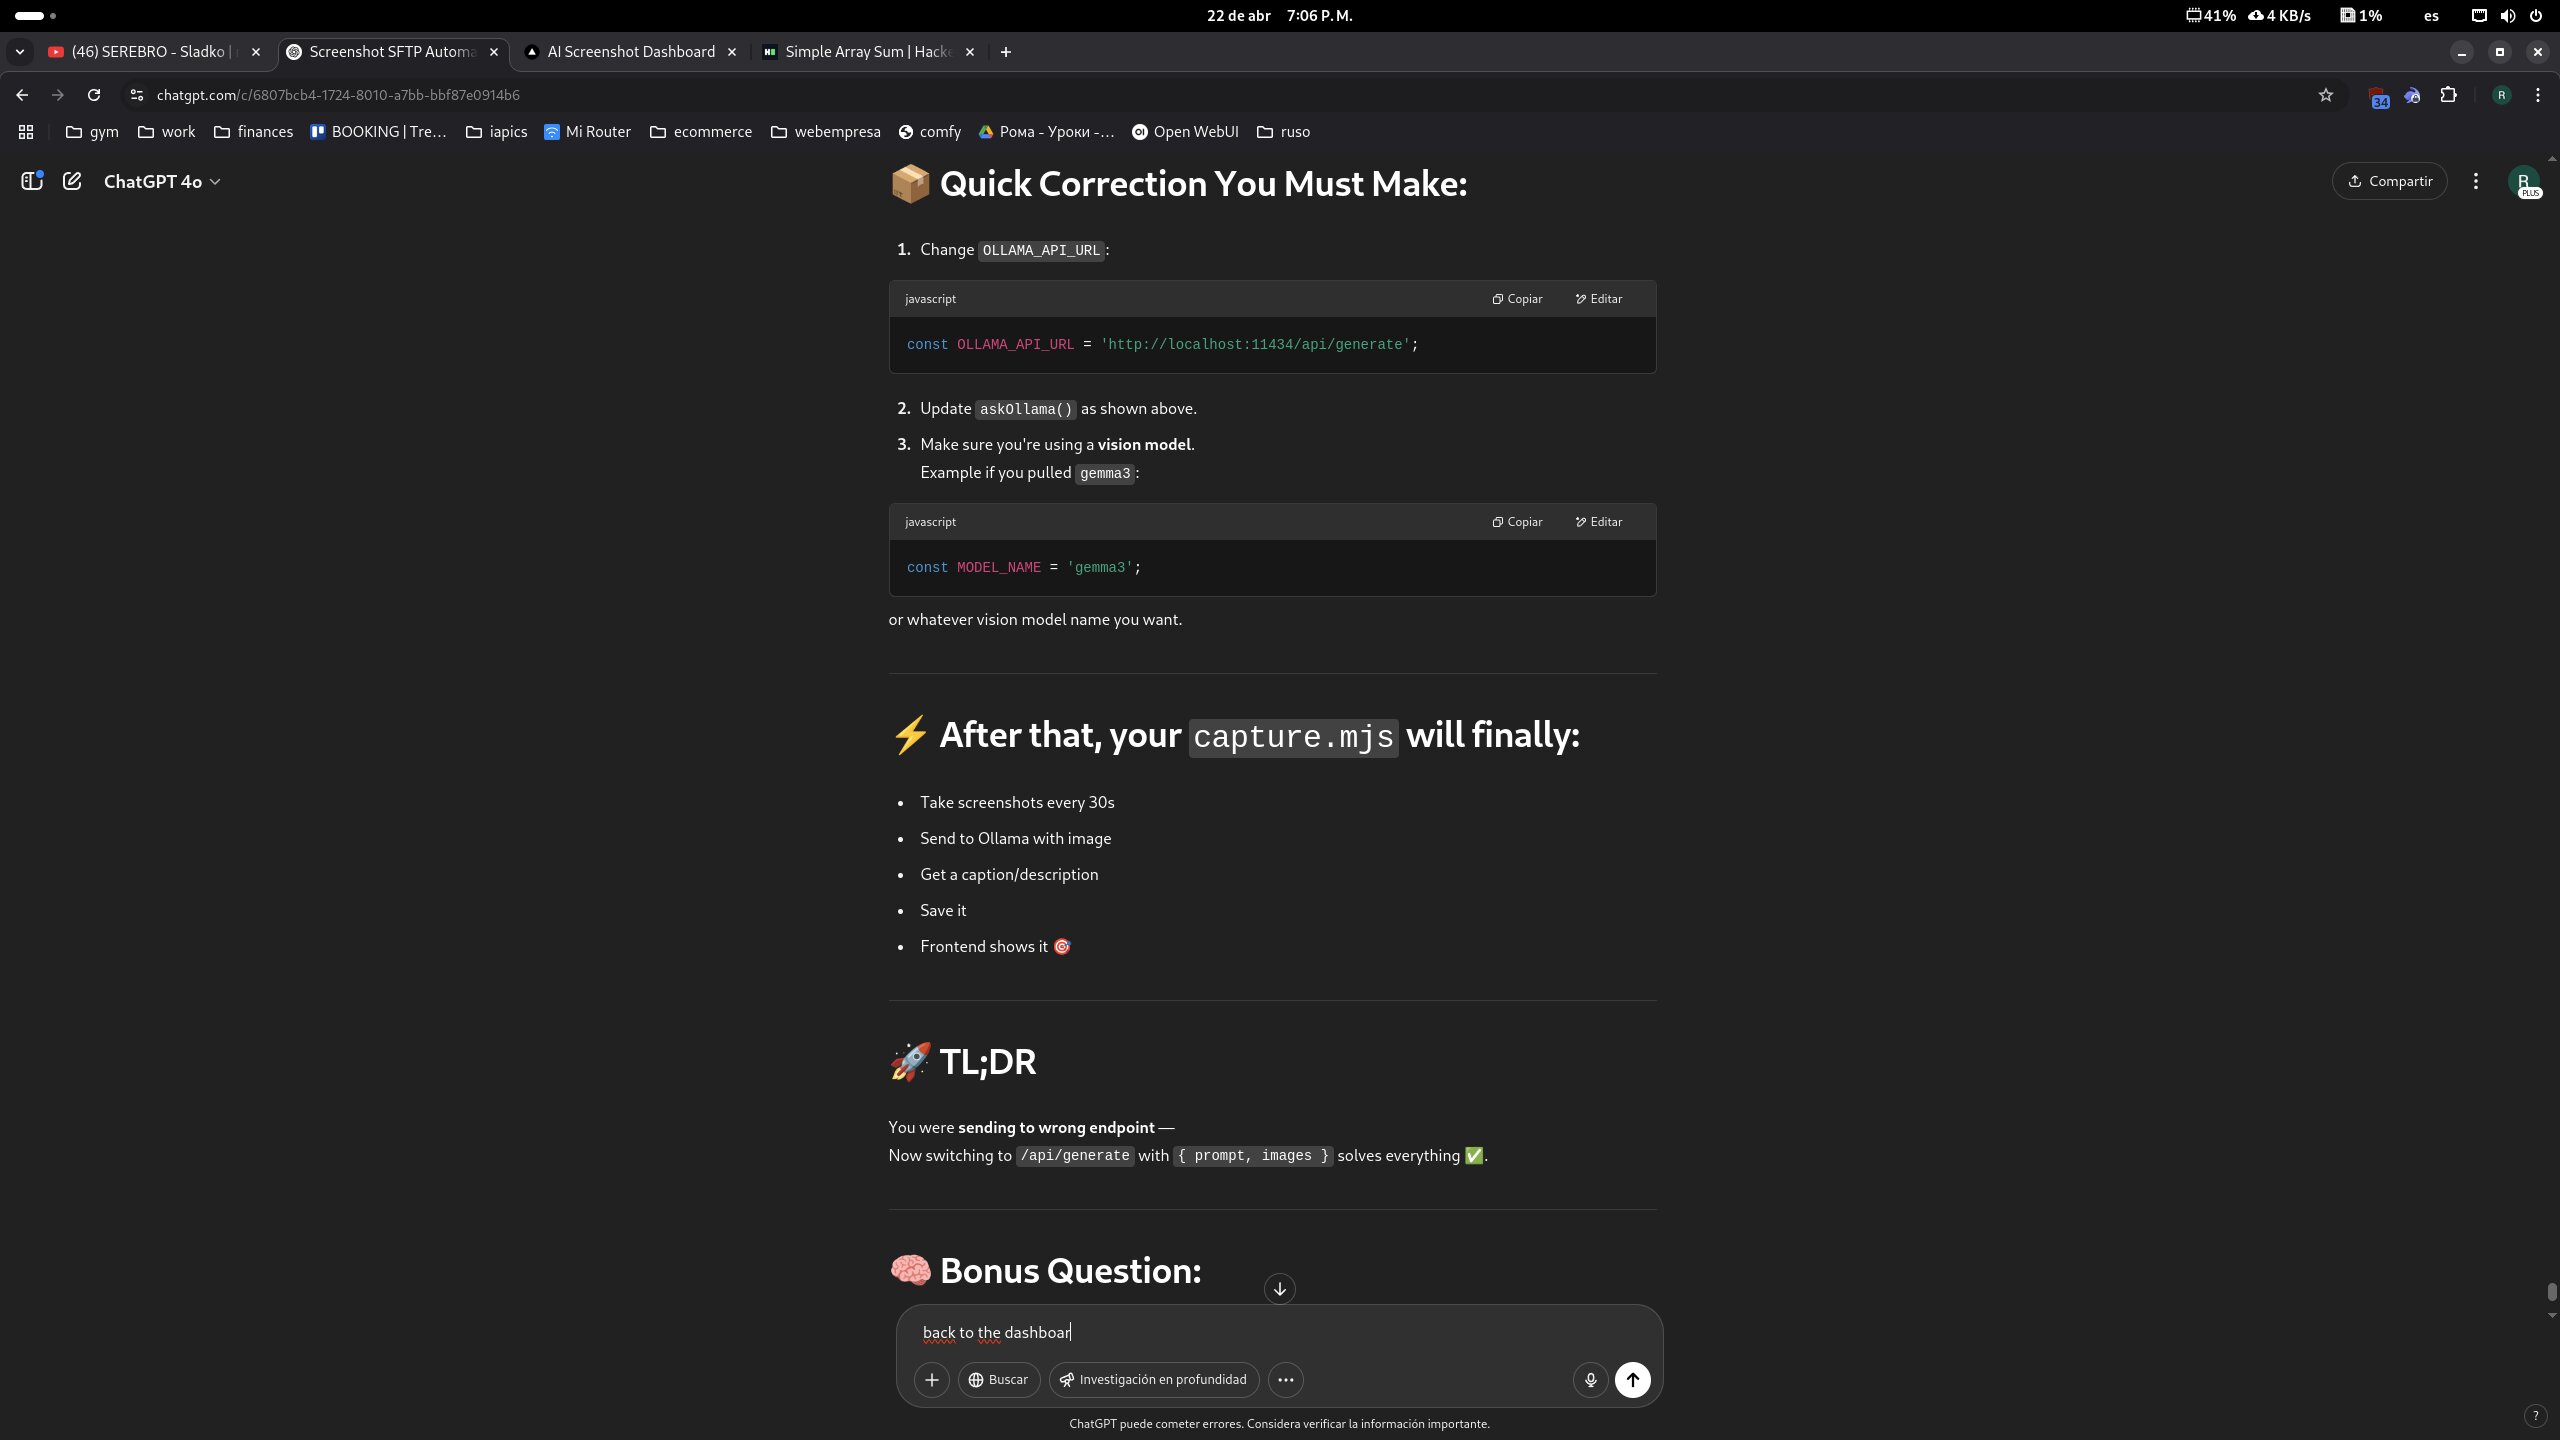 22 de abr 7:06 P. M.
41% 4 KB/s 1% es
(46) SEREBRO - Sladko |
Screenshot SFTP Automa
AI Screenshot Dashboard
Simple Array Sum | Hacke
chatgpt.com/c/6807bcb4-1724-8010-a7bb-bbf87e0914b6
34
R
gym
work
finances
BOOKING | Tre...
iapics
Mi Router
ecommerce
webempresa
comfy
Рома - Уроки -...
Open WebUI
ruso
ChatGPT 4o
Compartir
R
PLUS
📦 Quick Correction You Must Make:
1. Change OLLAMA_API_URL:
javascript Copiar Editar
const OLLAMA_API_URL = 'http://localhost:11434/api/generate';
2. Update askOllama() as shown above.
3. Make sure you're using a vision model.
Example if you pulled gemma3:
javascript Copiar Editar
const MODEL_NAME = 'gemma3';
or whatever vision model name you want.
⚡ After that, your capture.mjs will finally:
• Take screenshots every 30s
• Send to Ollama with image
• Get a caption/description
• Save it
• Frontend shows it 🎯
🚀 TL;DR
You were sending to wrong endpoint —
Now switching to /api/generate with { prompt, images } solves everything ✅.
🧠 Bonus Question:
back to the dashboar
Buscar
Investigación en profundidad
ChatGPT puede cometer errores. Considera verificar la información importante.
?